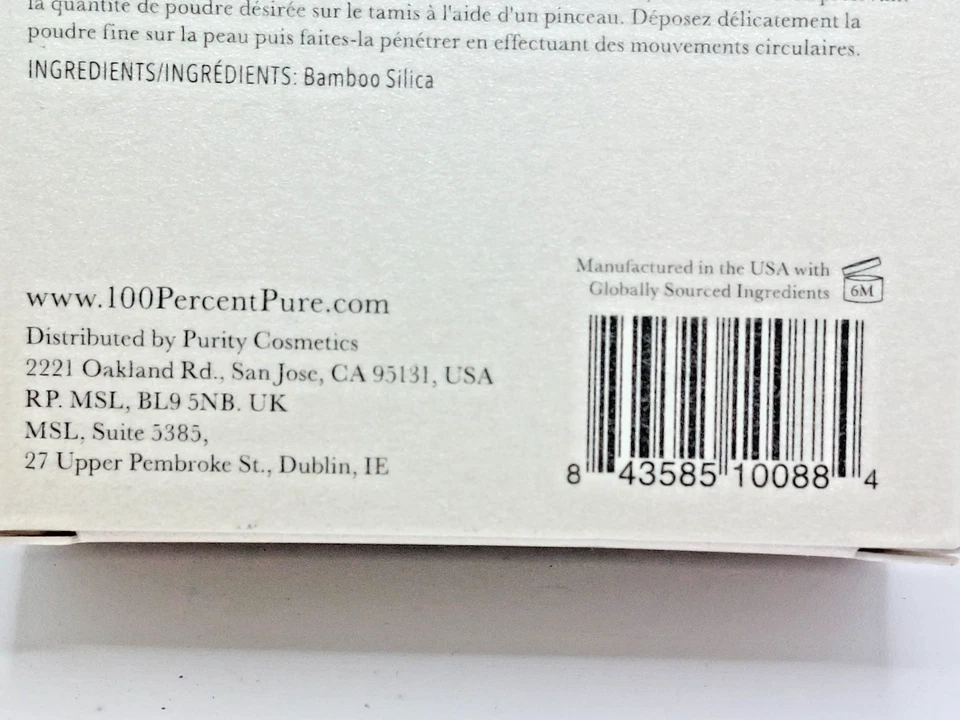 la quantité de poudre désirée sur le tamis à l'aide d'un pinceau. Déposez délicatement la
poudre fine sur la peau puis faites-la pénétrer en effectuant des mouvements circulaires.
INGREDIENTS/INGRÉDIENTS: Bamboo Silica
Manufactured in the USA with
Globally Sourced Ingredients
6M
www.100PercentPure.com
Distributed by Purity Cosmetics
2221 Oakland Rd., San Jose, CA 95131, USA
RP. MSL, BL9 5NB. UK
MSL, Suite 5385,
27 Upper Pembroke St., Dublin, IE
8 43585 10088 4